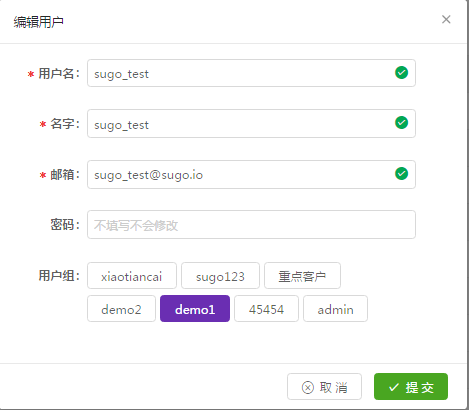 编辑用户
* 用户名: sugo_test
* 名字: sugo_test
* 邮箱: sugo_test@sugo.io
密码: 不填写不会修改
用户组: xiaotiancai sugo123 重点客户
demo2 demo1 45454 admin
取 消 提 交